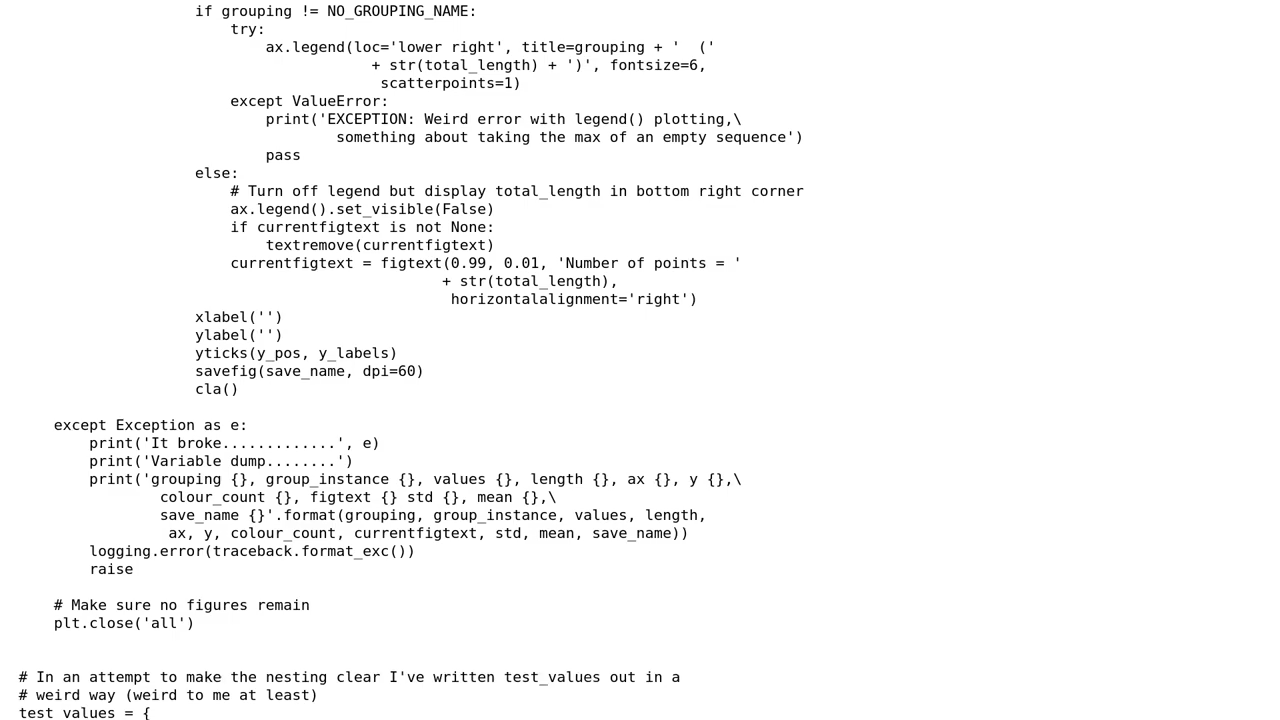 if grouping != NO_GROUPING_NAME:
                        try:
                            ax.legend(loc='lower right', title=grouping + '  ('
                                        + str(total_length) + ')', fontsize=6,
                                         scatterpoints=1)
                        except ValueError:
                            print('EXCEPTION: Weird error with legend() plotting,\
                                    something about taking the max of an empty sequence')
                            pass
                    else:
                        # Turn off legend but display total_length in bottom right corner
                        ax.legend().set_visible(False)
                        if currentfigtext is not None:
                            textremove(currentfigtext)
                        currentfigtext = figtext(0.99, 0.01, 'Number of points = '
                                                + str(total_length),
                                                 horizontalalignment='right')
                    xlabel('')
                    ylabel('')
                    yticks(y_pos, y_labels)
                    savefig(save_name, dpi=60)
                    cla()

    except Exception as e:
        print('It broke.............', e)
        print('Variable dump........')
        print('grouping {}, group_instance {}, values {}, length {}, ax {}, y {},\
                colour_count {}, figtext {} std {}, mean {},\
                save_name {}'.format(grouping, group_instance, values, length,
                 ax, y, colour_count, currentfigtext, std, mean, save_name))
        logging.error(traceback.format_exc())
        raise

    # Make sure no figures remain
    plt.close('all')


# In an attempt to make the nesting clear I've written test_values out in a
# weird way (weird to me at least)
test_values = {